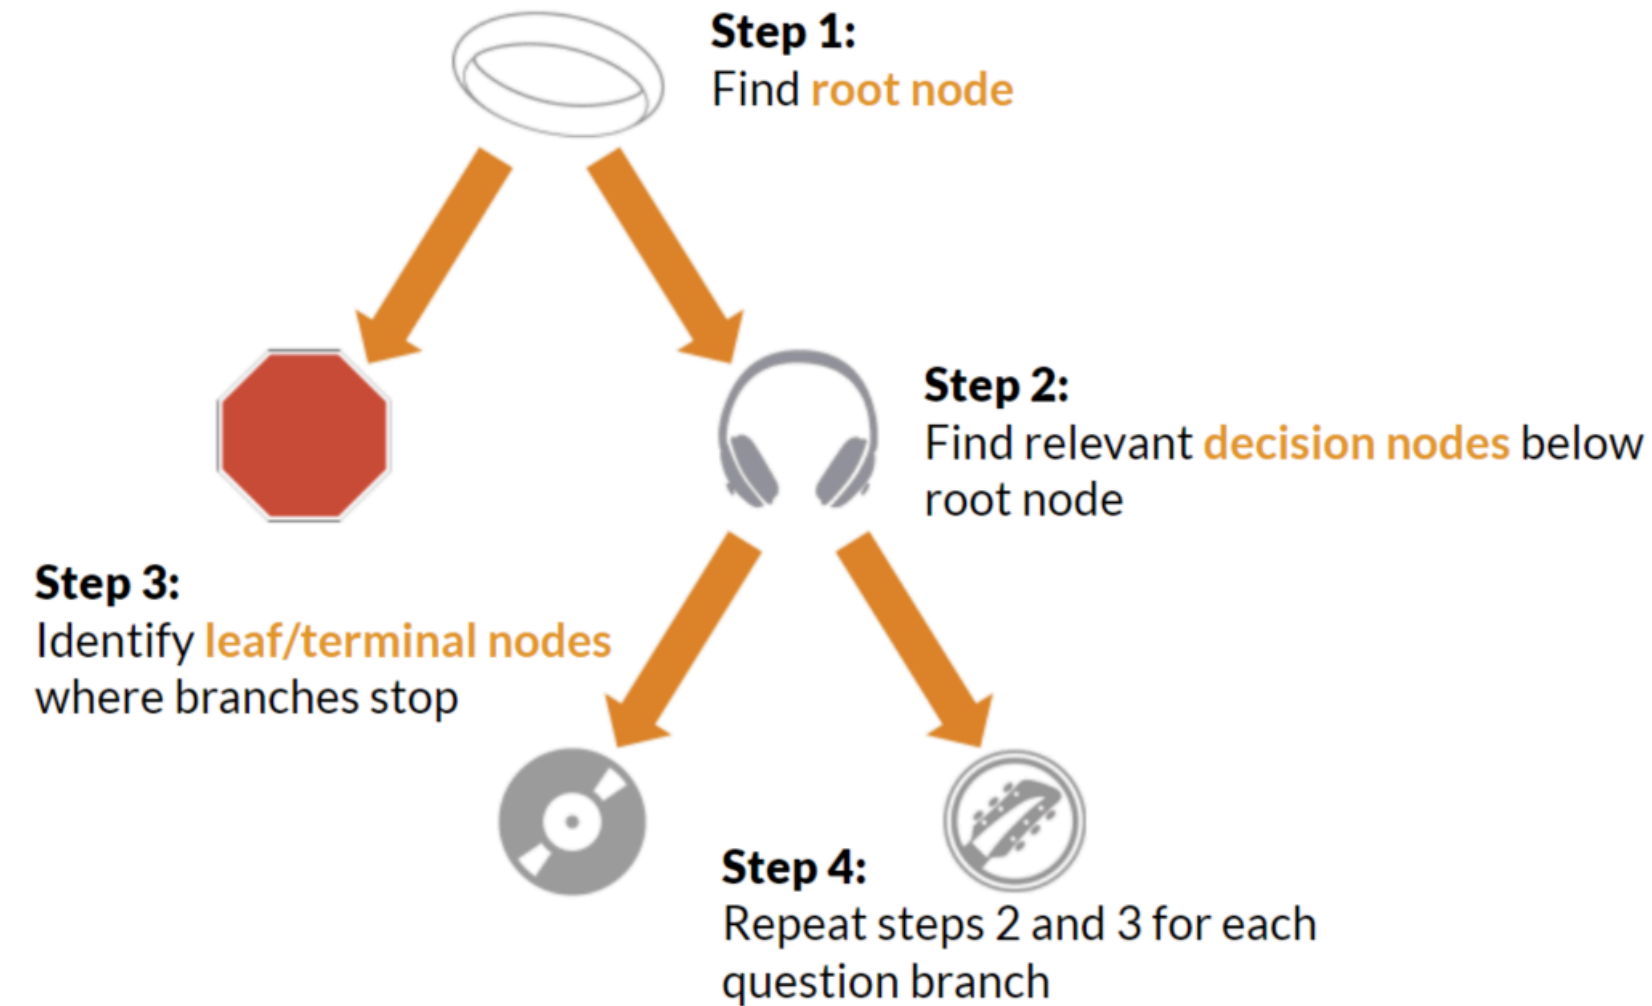 Step 1:
Find root node
Step 2:
Find relevant decision nodes below
root node
Step 3:
Identify leaf/terminal nodes
where branches stop
Step 4:
Repeat steps 2 and 3 for each
question branch